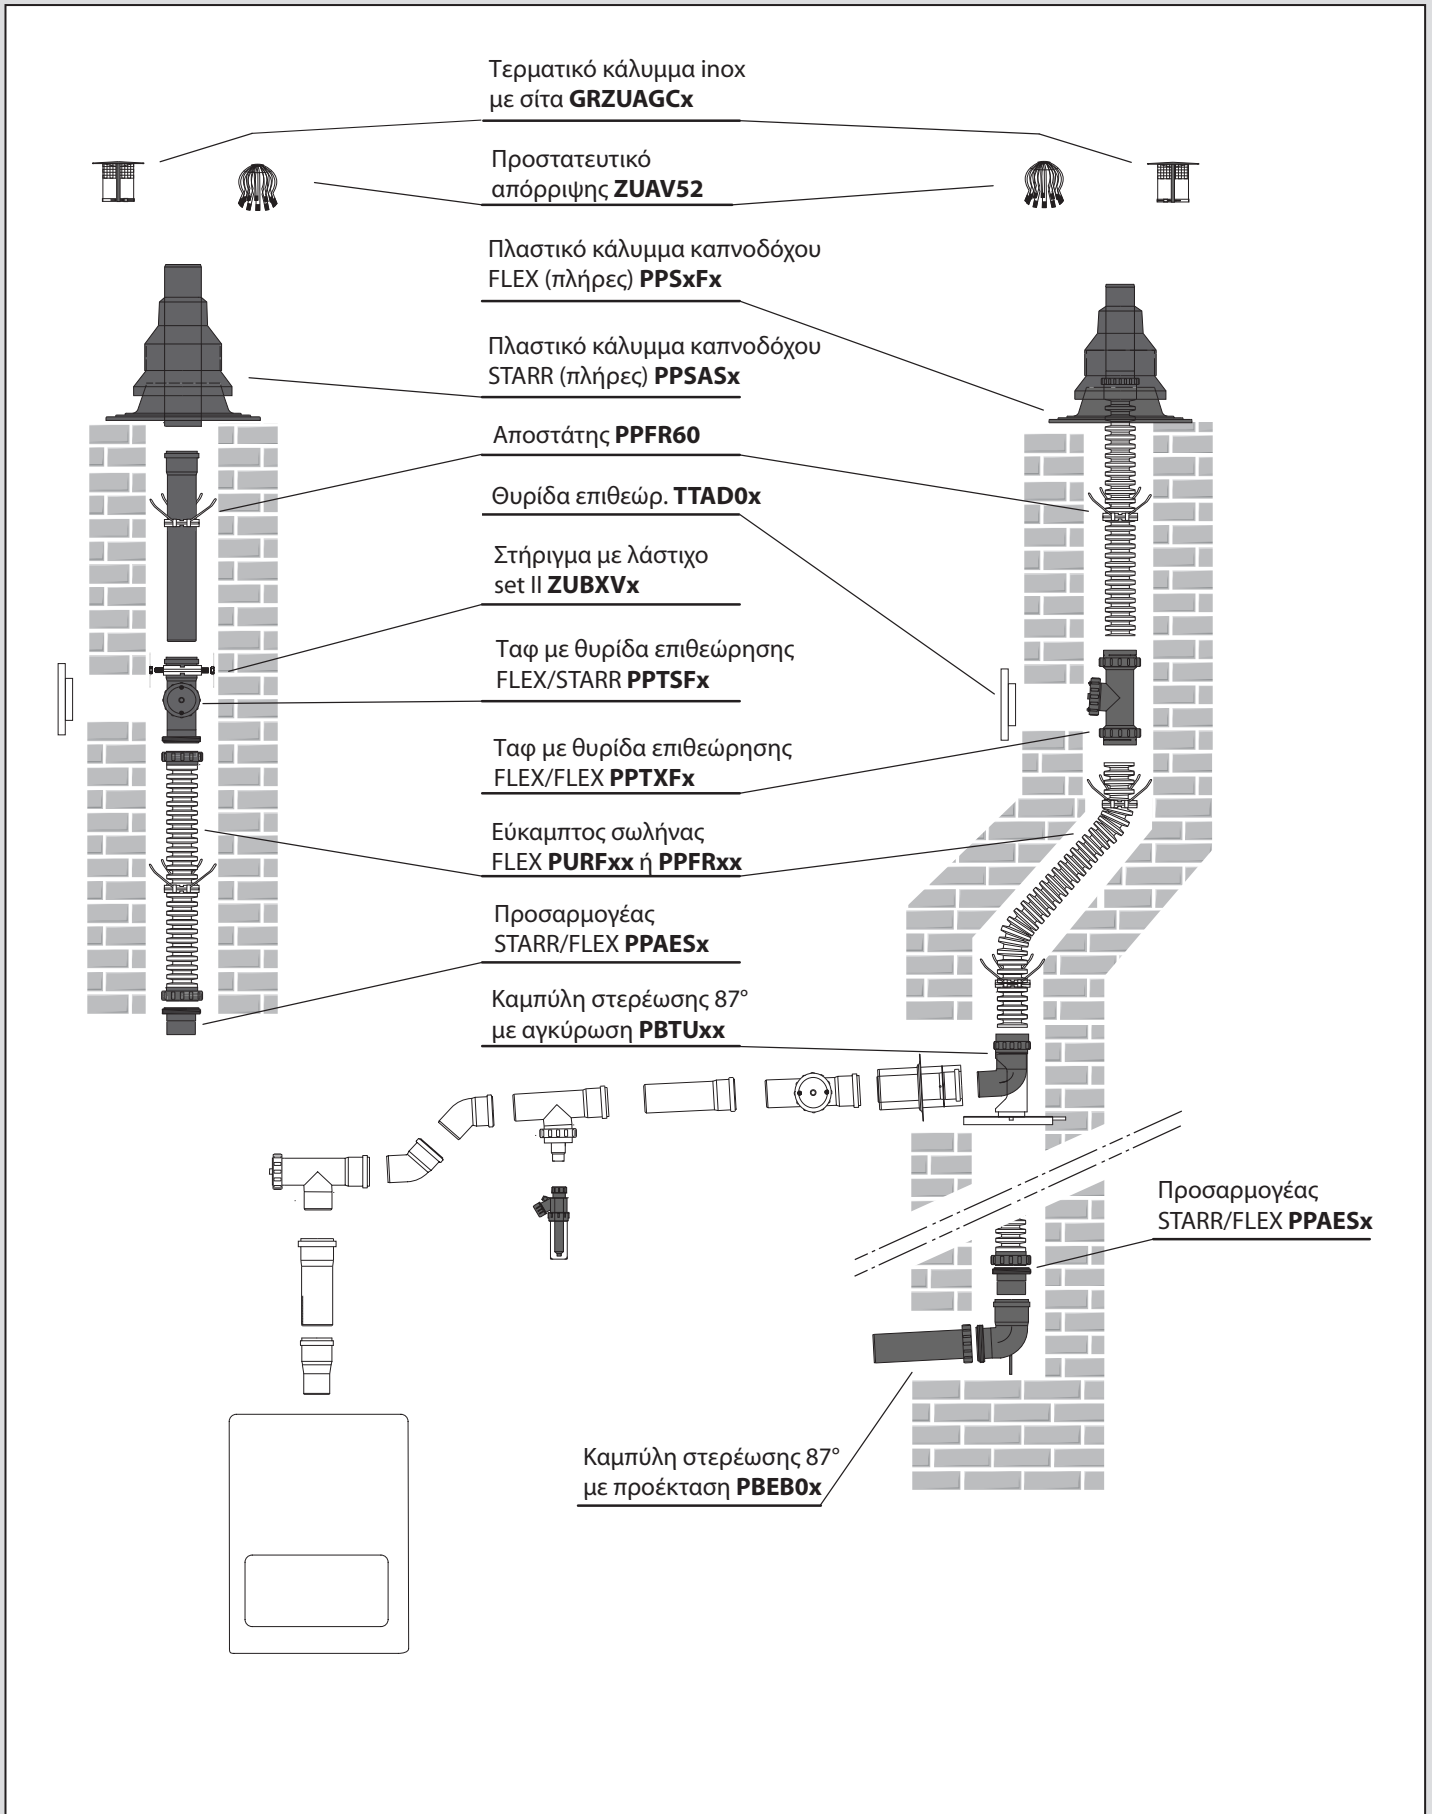 Τερματικό κάλυμμα inox
με σίτα GRZUAGCx
Προστατευτικό
απόρριψης ZUAV52
Πλαστικό κάλυμμα καπνοδόχου
FLEX (πλήρες) PPSxFx
Πλαστικό κάλυμμα καπνοδόχου
STARR (πλήρες) PPSASx
Αποστάτης PPFR60
Θυρίδα επιθεώρ. TTAD0x
Στήριγμα με λάστιχο
set II ZUBXVx
Ταφ με θυρίδα επιθεώρησης
FLEX/STARR PPTSFx
Ταφ με θυρίδα επιθεώρησης
FLEX/FLEX PPTXFx
Εύκαμπτος σωλήνας
FLEX PURFxx ή PPFRxx
Προσαρμογέας
STARR/FLEX PPAESx
Καμπύλη στερέωσης 87°
με αγκύρωση PBTUxx
Προσαρμογέας
STARR/FLEX PPAESx
Καμπύλη στερέωσης 87°
με προέκταση PBEB0x